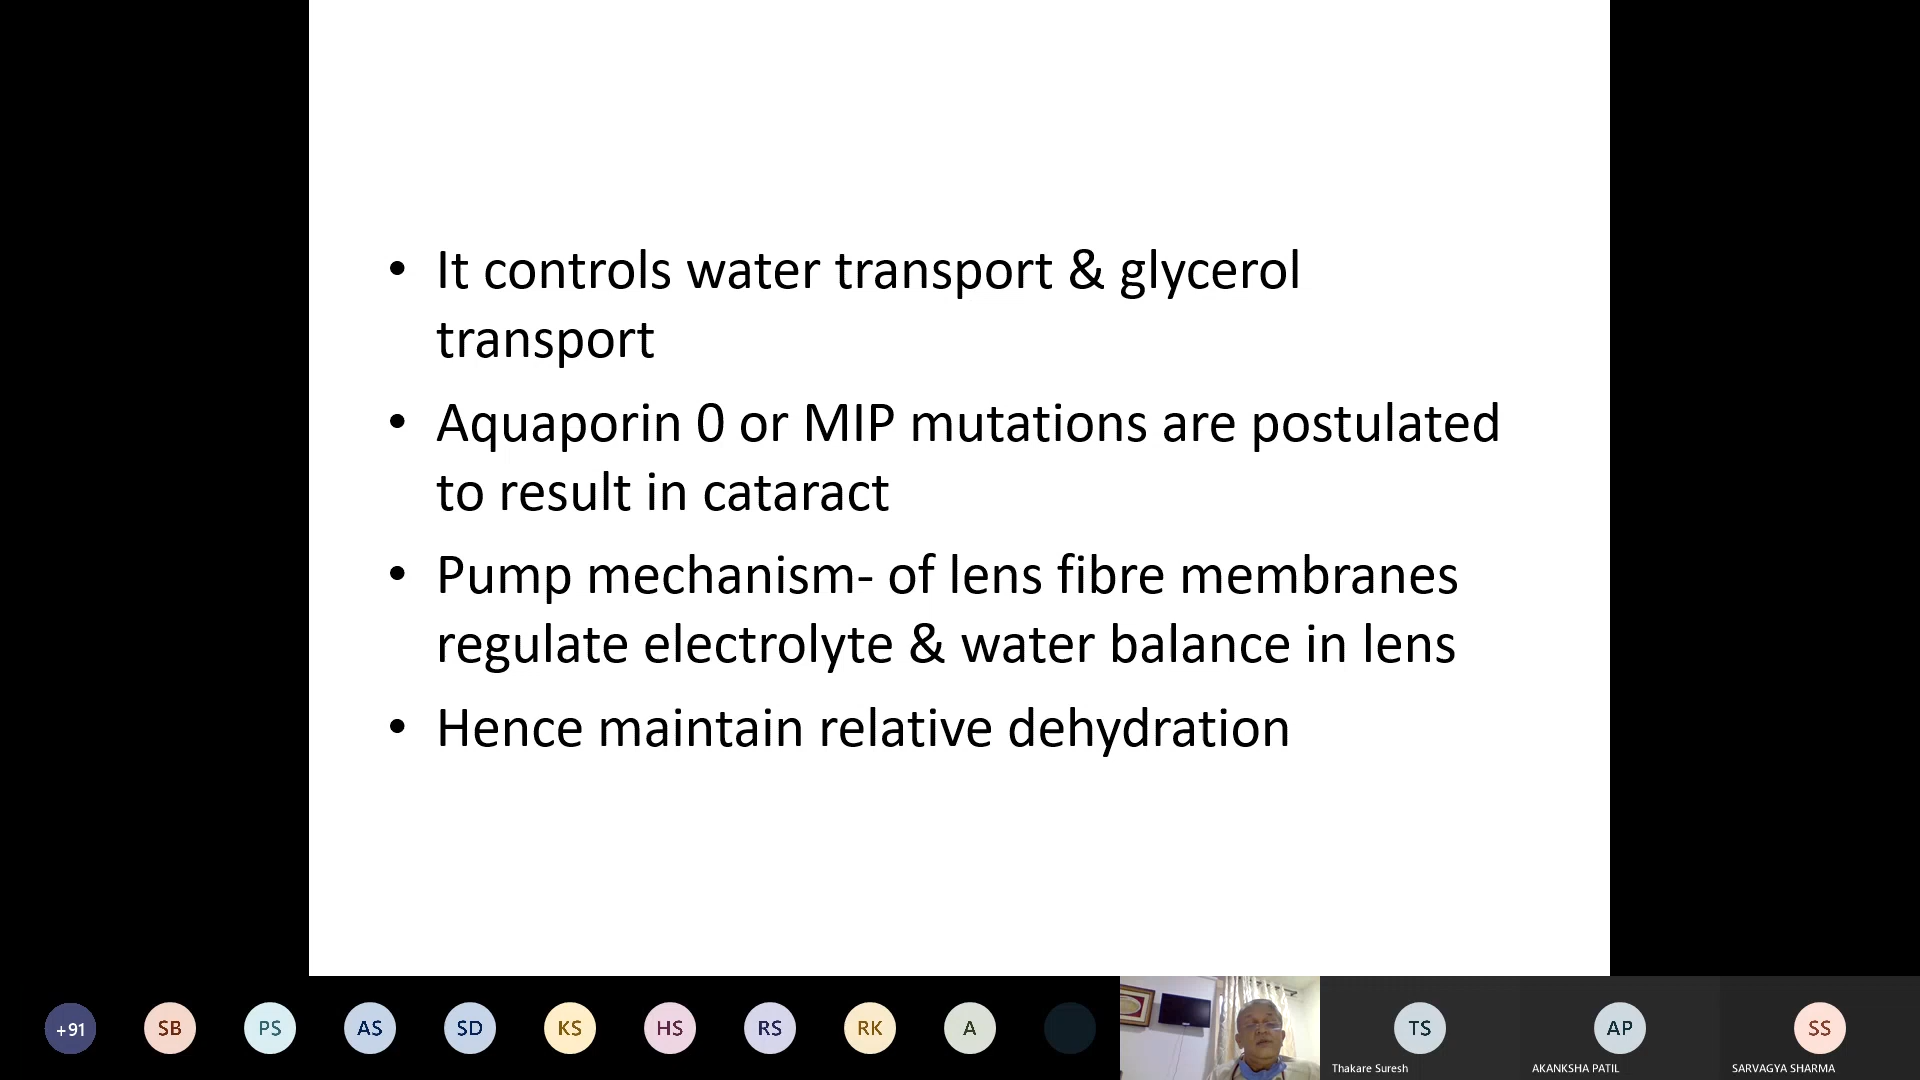 • It controls water transport & glycerol
transport
• Aquaporin 0 or MIP mutations are postulated
to result in cataract
• Pump mechanism- of lens fibre membranes
regulate electrolyte & water balance in lens
• Hence maintain relative dehydration
+91
SB
PS
AS
SD
KS
HS
RS
RK
A
TS
AP
SS
Thakare Suresh
AKANKSHA PATIL
SARVAGYA SHARMA